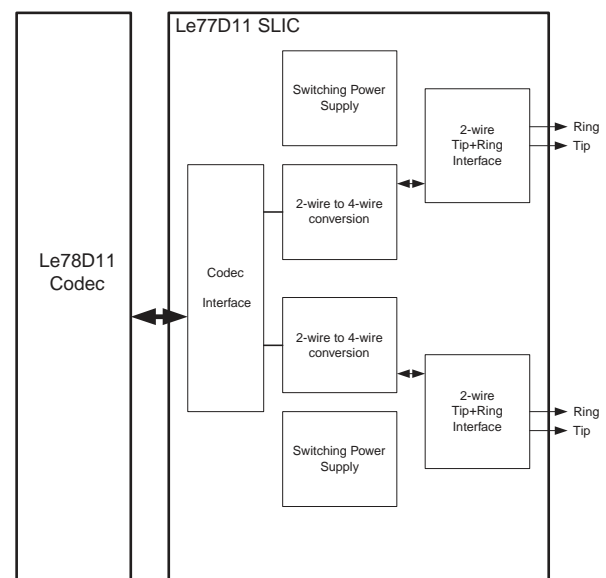 Le77D11 SLIC
Switching Power
Supply
2-wire
Tip+Ring
Interface
Ring
Tip
2-wire to 4-wire
conversion
Le78D11
Codec
Codec
Interface
2-wire to 4-wire
conversion
2-wire
Tip+Ring
Interface
Ring
Tip
Switching Power
Supply